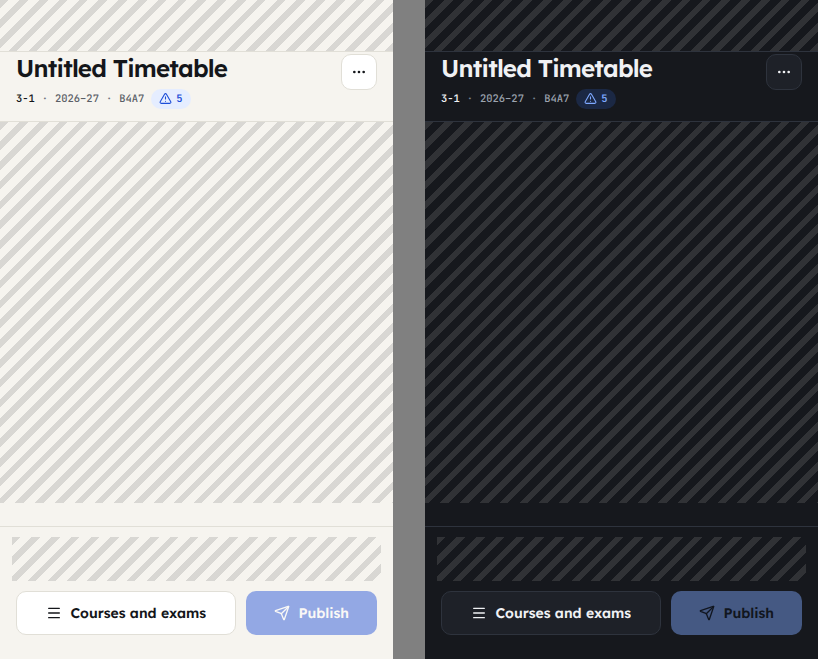 Untitled Timetable
3-1 · 2026-27 · B4A7 5
Courses and exams
Publish
Untitled Timetable
3-1 · 2026-27 · B4A7 5
Courses and exams
Publish